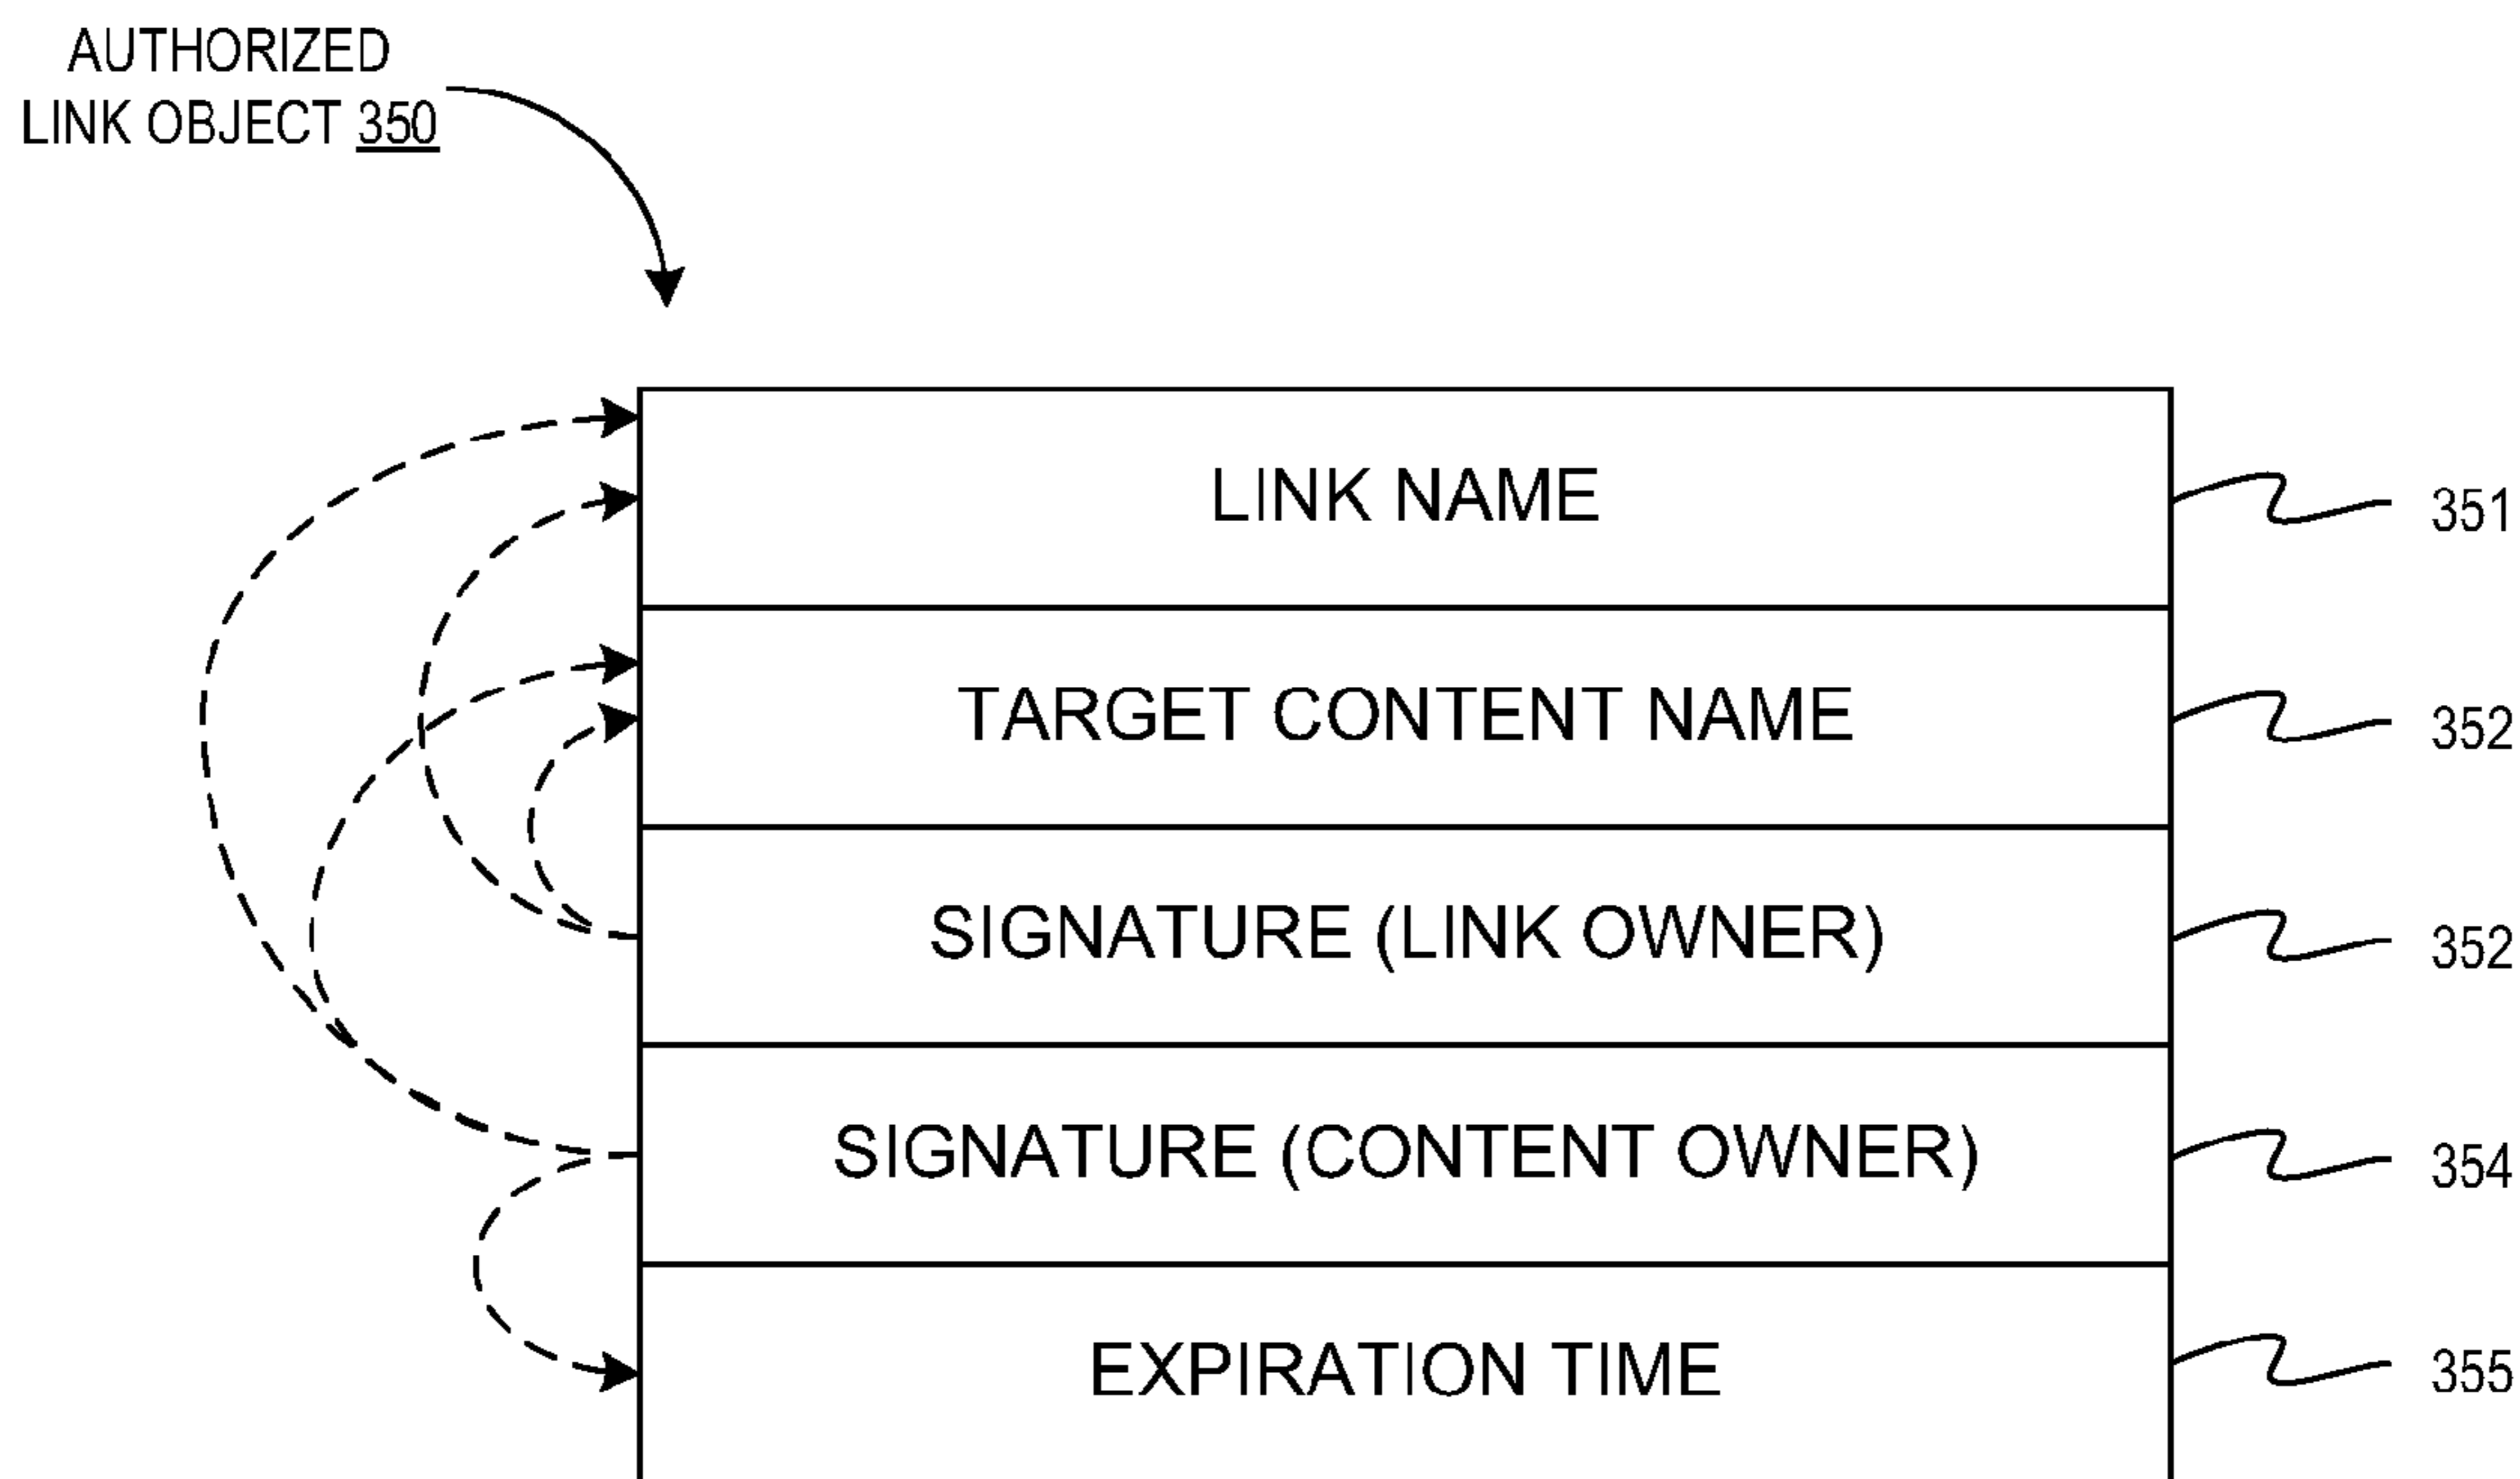 AUTHORIZED
LINK OBJECT 350
LINK NAME
351
TARGET CONTENT NAME
352
SIGNATURE (LINK OWNER)
352
SIGNATURE (CONTENT OWNER)
354
EXPIRATION TIME
355